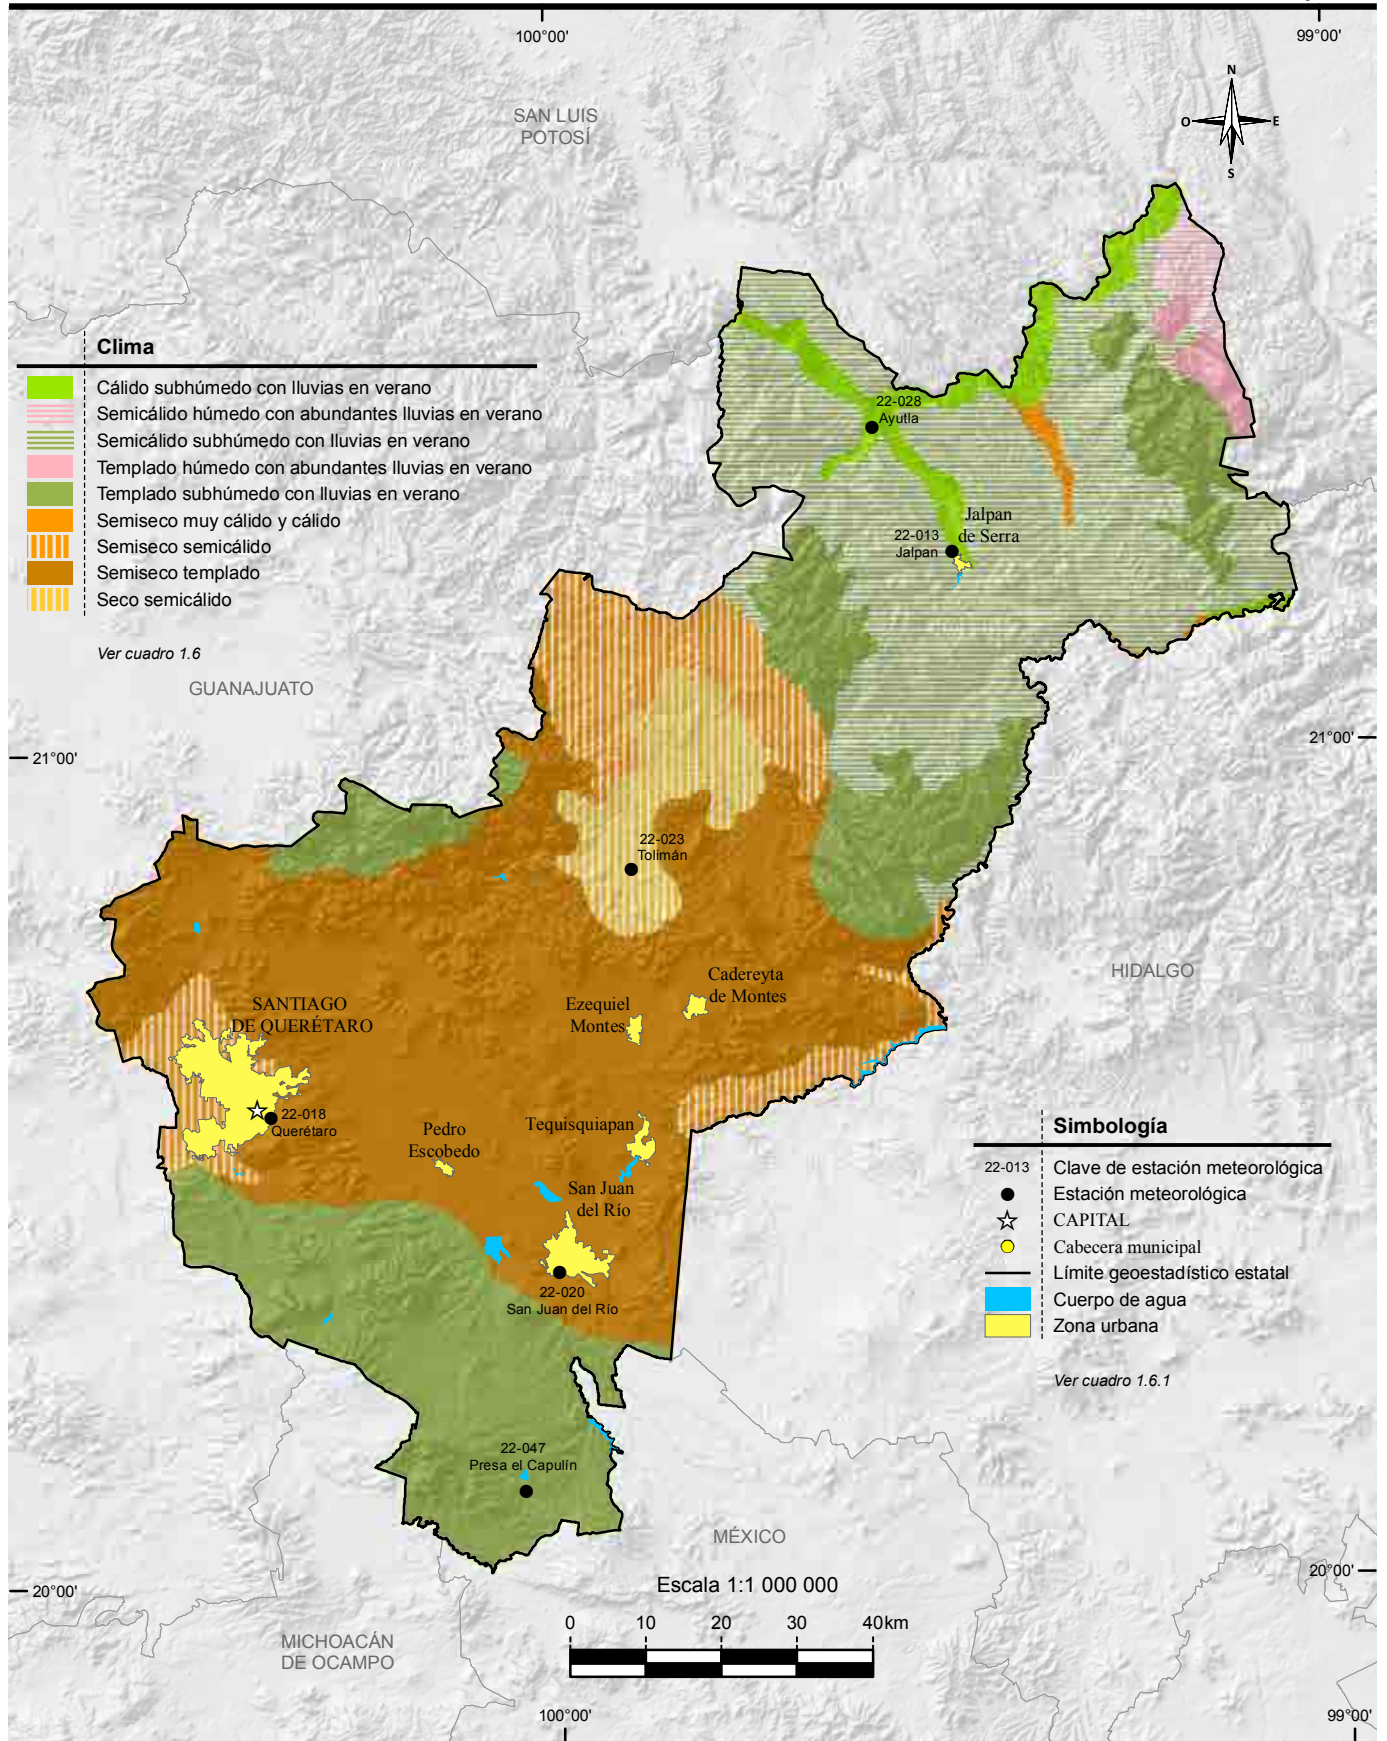 100°00'
99°00'
SAN LUIS
POTOSÍ
N
O
E
S
Clima
Cálido subhúmedo con lluvias en verano
Semicálido húmedo con abundantes lluvias en verano
Semicálido subhúmedo con lluvias en verano
Templado húmedo con abundantes lluvias en verano
Templado subhúmedo con lluvias en verano
Semiseco muy cálido y cálido
Semiseco semicálido
Semiseco templado
Seco semicálido
Ver cuadro 1.6
22-028
Ayutla
Jalpan
de Serra
22-013
Jalpan
GUANAJUATO
21°00'
21°00'
22-023
Tolimán
HIDALGO
Cadereyta
de Montes
Ezequiel
Montes
SANTIAGO
DE QUERÉTARO
22-018
Querétaro
Pedro
Escobedo
Tequisquiapan
San Juan
del Río
22-020
San Juan del Río
Simbología
22-013 Clave de estación meteorológica
Estación meteorológica
CAPITAL
Cabecera municipal
Límite geoestadístico estatal
Cuerpo de agua
Zona urbana
Ver cuadro 1.6.1
22-047
Presa el Capulín
MÉXICO
20°00'
20°00'
Escala 1:1 000 000
0 10 20 30 40km
MICHOACÁN
DE OCAMPO
100°00'
99°00'